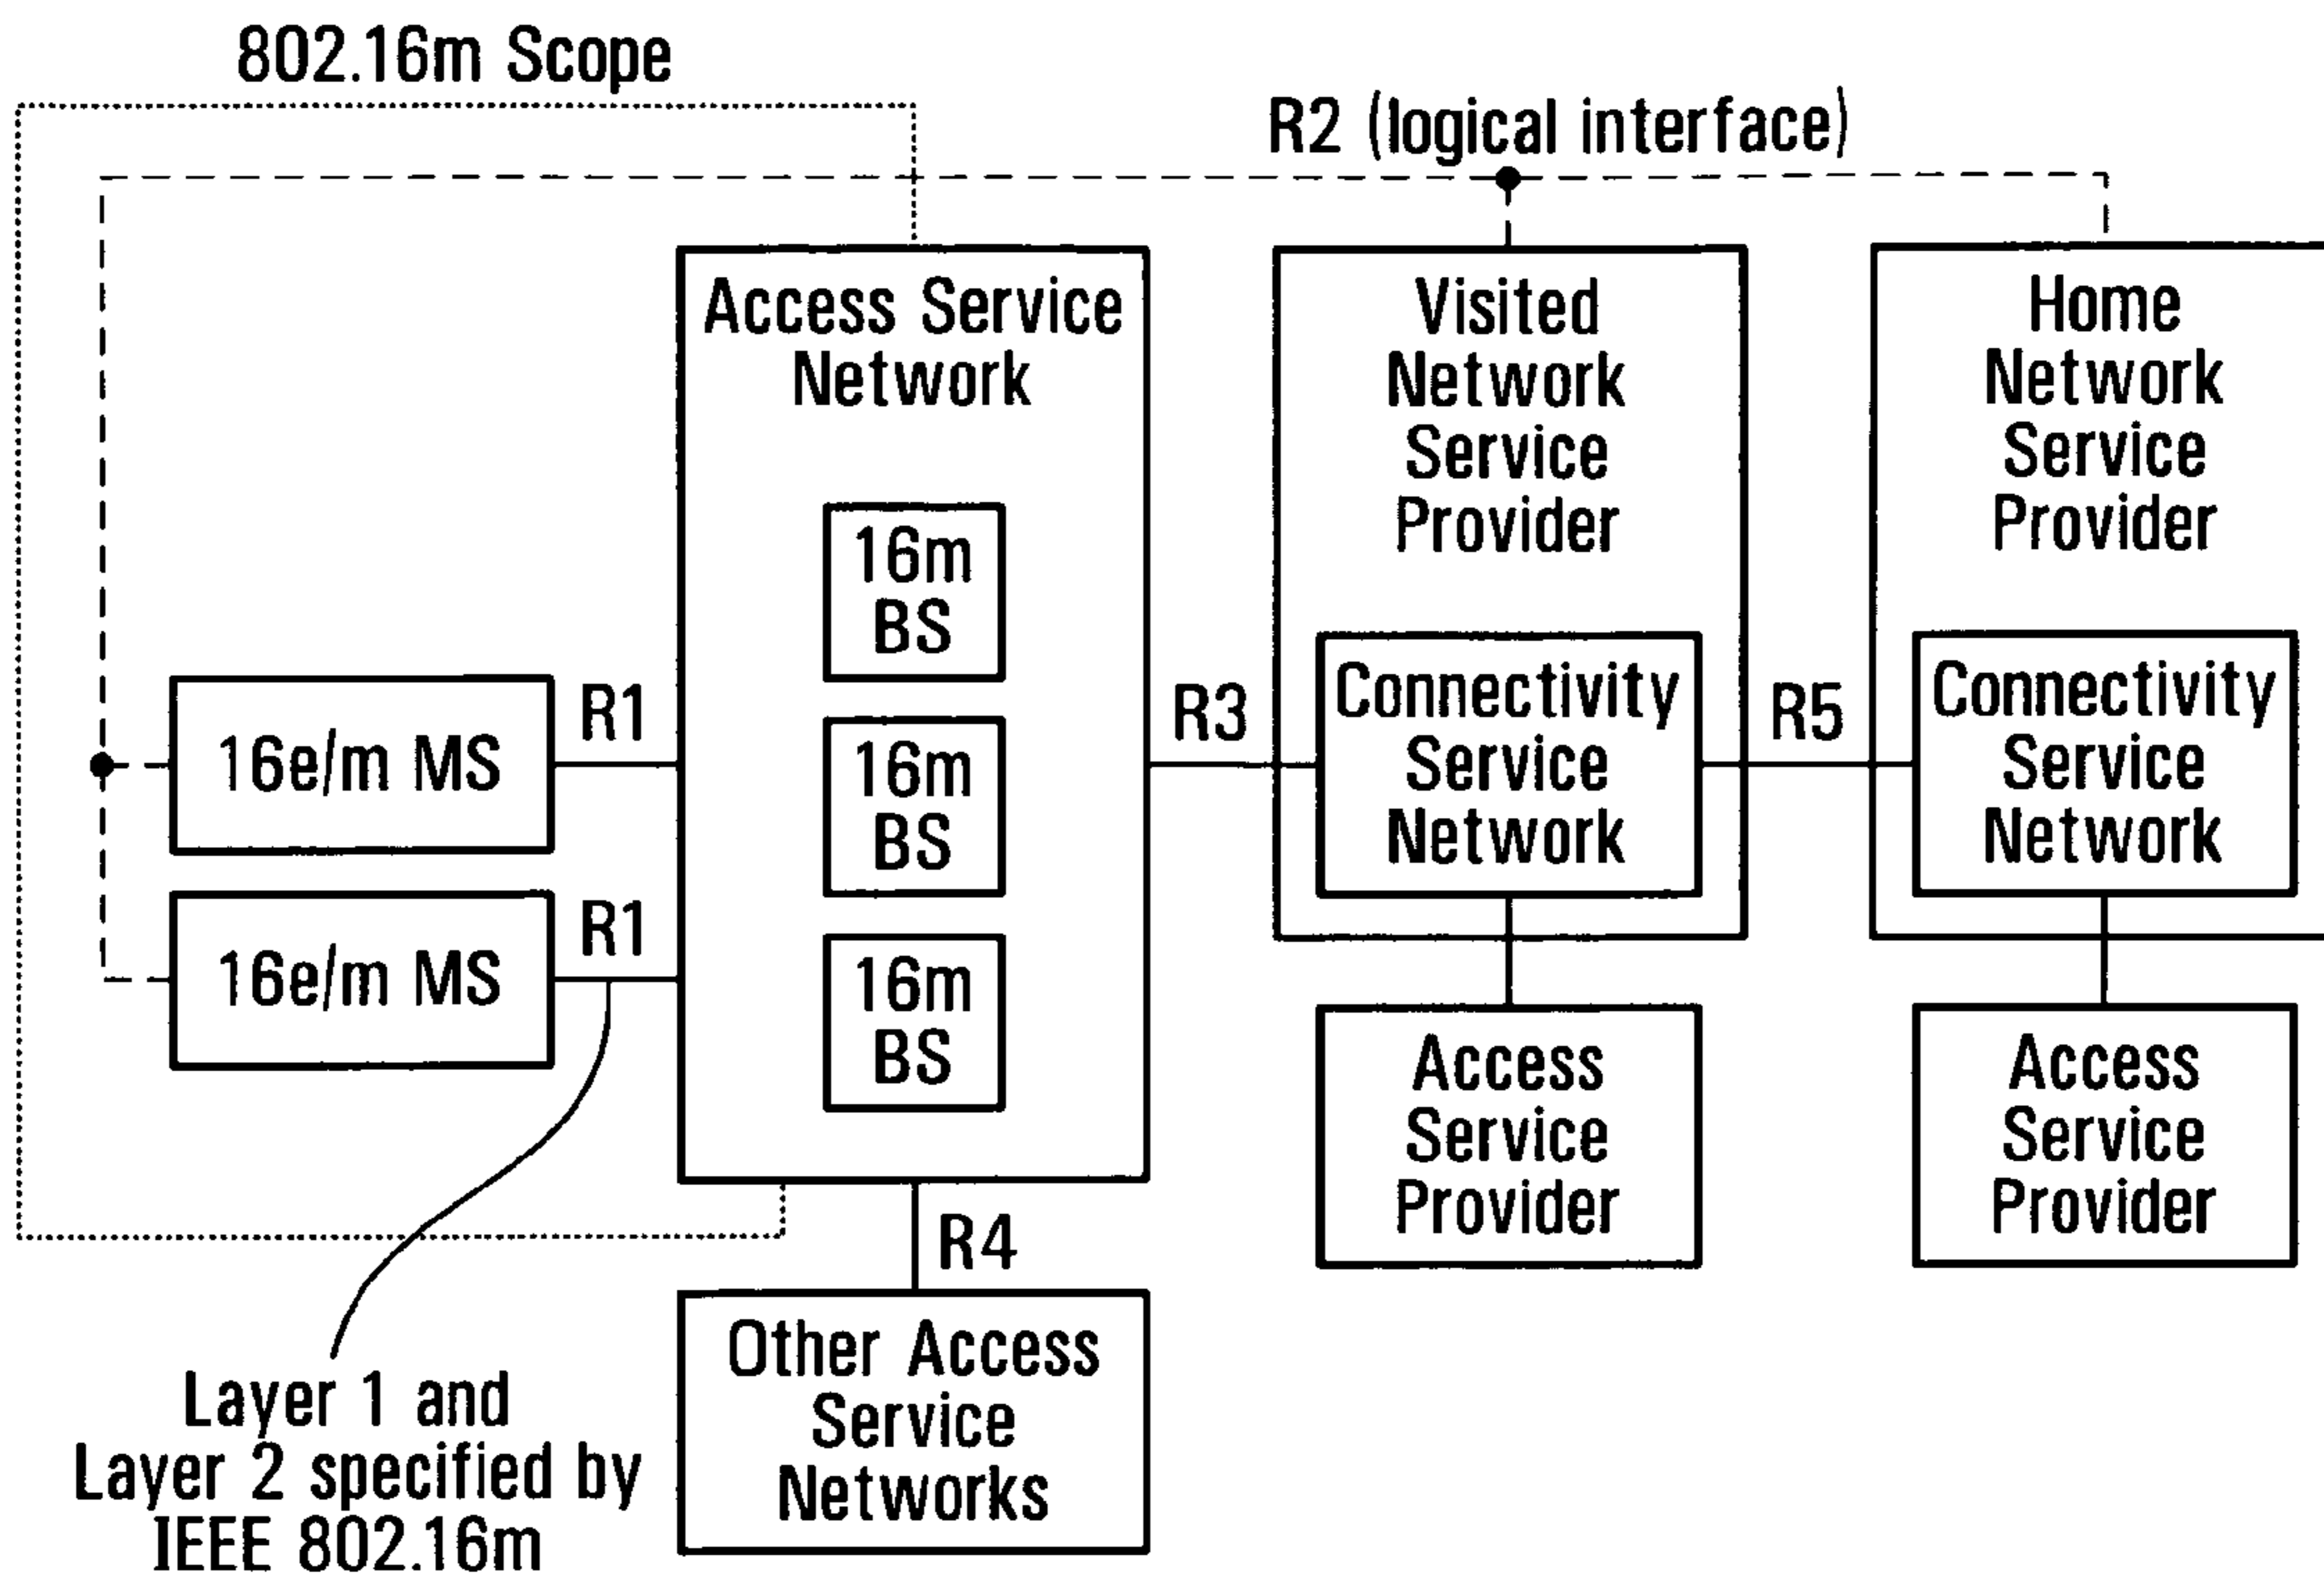 802.16m Scope
R2 (logical interface)
Access Service
Network
16m
BS
16m
BS
16m
BS
Visited
Network
Service
Provider
Home
Network
Service
Provider
16e/m MS
R1
16e/m MS
R1
R3
Connectivity
Service
Network
R5
Connectivity
Service
Network
Access
Service
Provider
Access
Service
Provider
R4
Other Access
Service
Networks
Layer 1 and
Layer 2 specified by
IEEE 802.16m